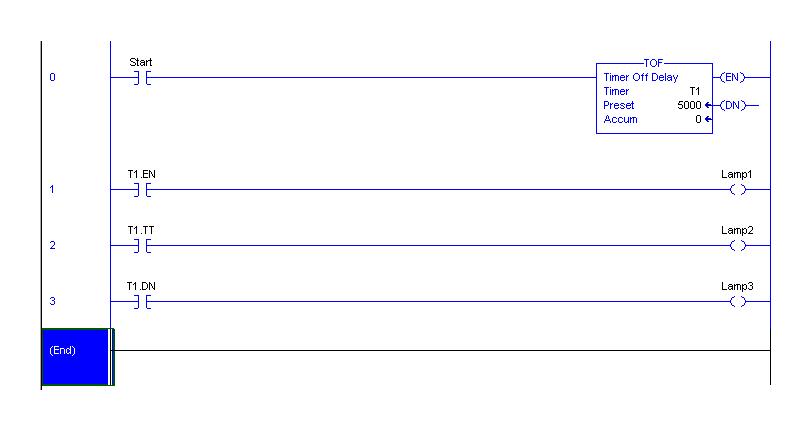 Start
TOF
0
Timer Off Delay
EN
Timer T1
Preset 5000
DN
Accum 0
T1.EN
Lamp1
1
T1.TT
Lamp2
2
T1.DN
Lamp3
3
(End)